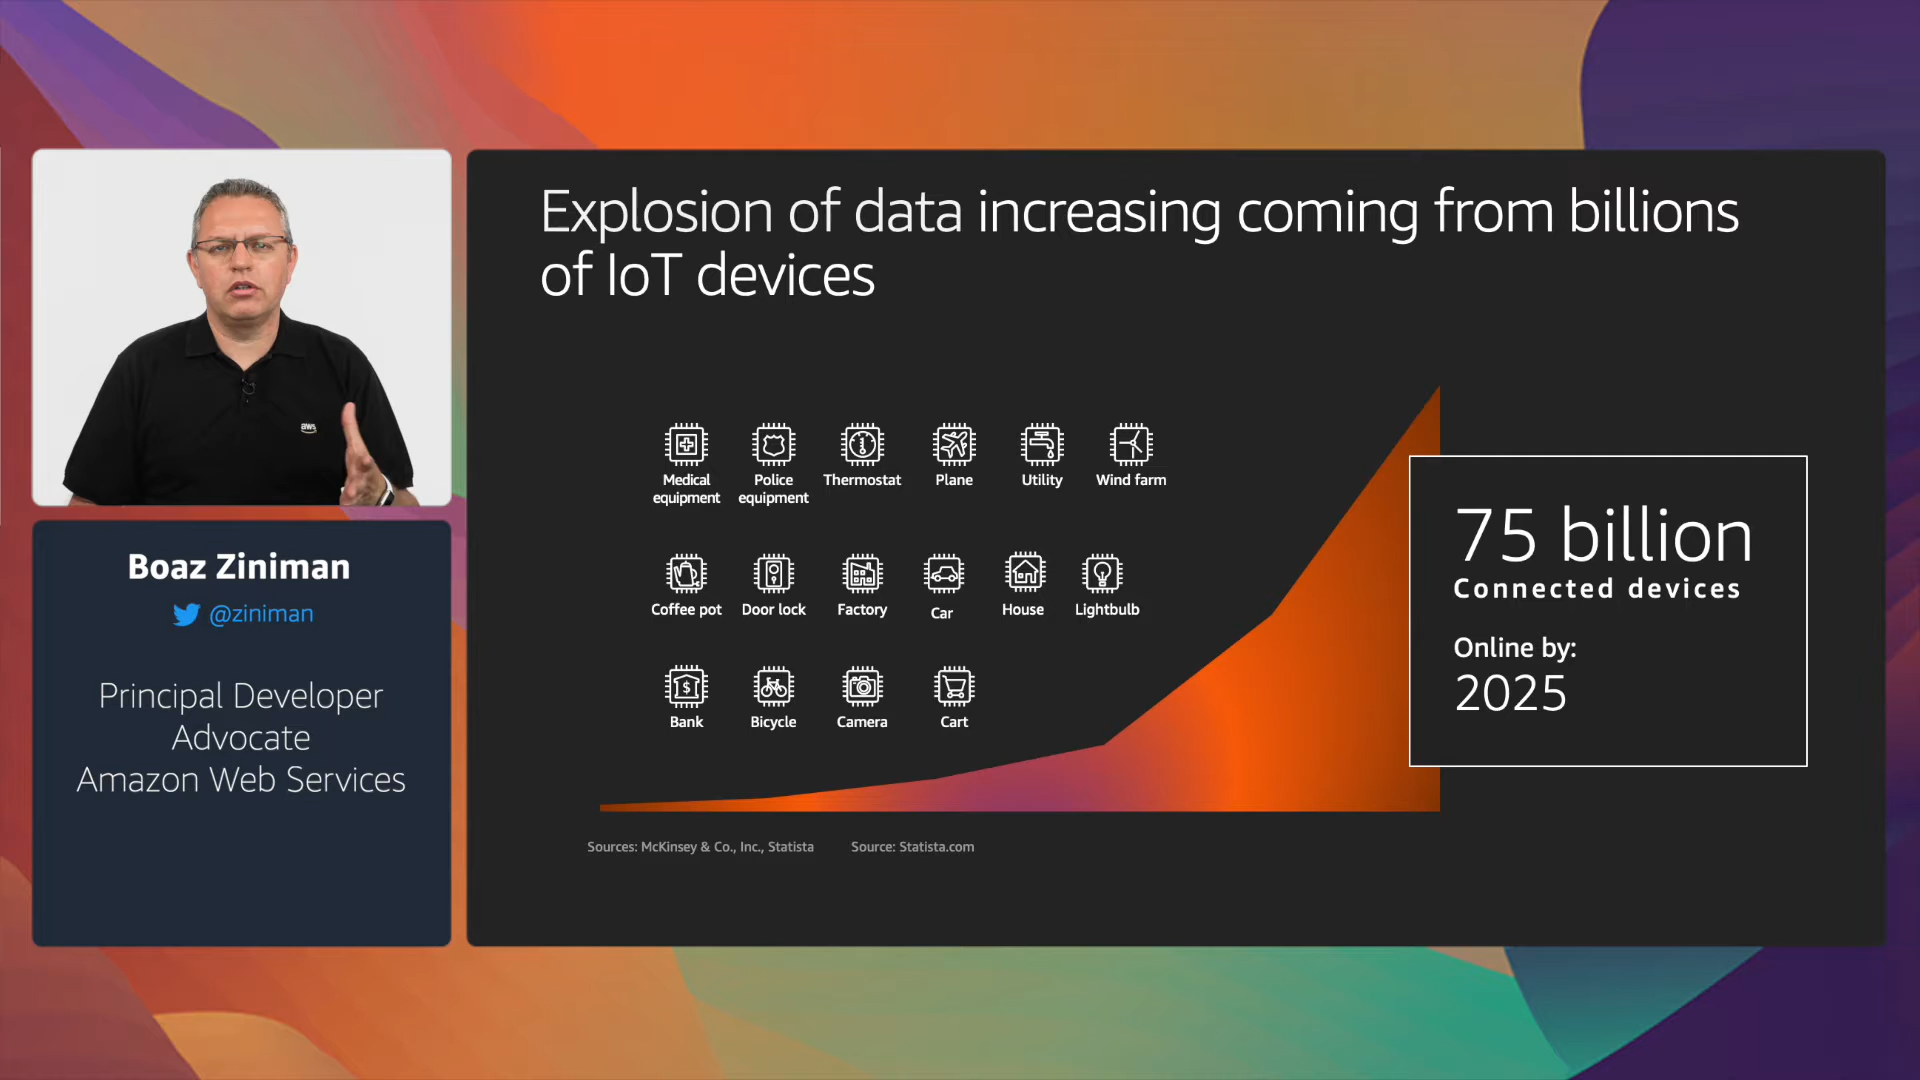 Explosion of data increasing coming from billions
of IoT devices
aws
Boaz Ziniman
@ziniman
Principal Developer
Advocate
Amazon Web Services
Medical
equipment
Police
equipment
Thermostat
Plane
Utility
Wind farm
Coffee pot
Door lock
Factory
Car
House
Lightbulb
$
Bank
Bicycle
Camera
Cart
75 billion
Connected devices
Online by:
2025
Sources: McKinsey & Co., Inc., Statista
Source: Statista.com